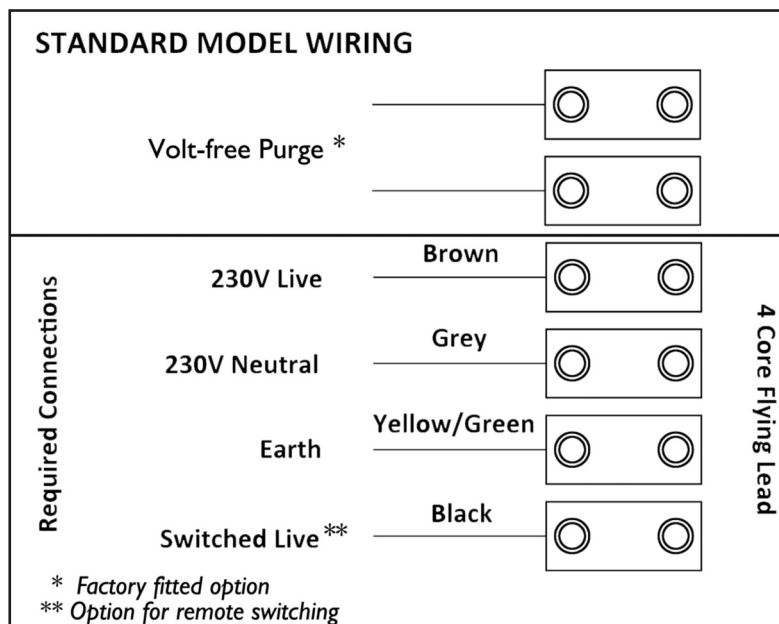 STANDARD MODEL WIRING
Volt-free Purge *
Required Connections
230V Live
Brown
230V Neutral
Grey
Earth
Yellow/Green
Switched Live **
Black
4 Core Flying Lead
* Factory fitted option
** Option for remote switching